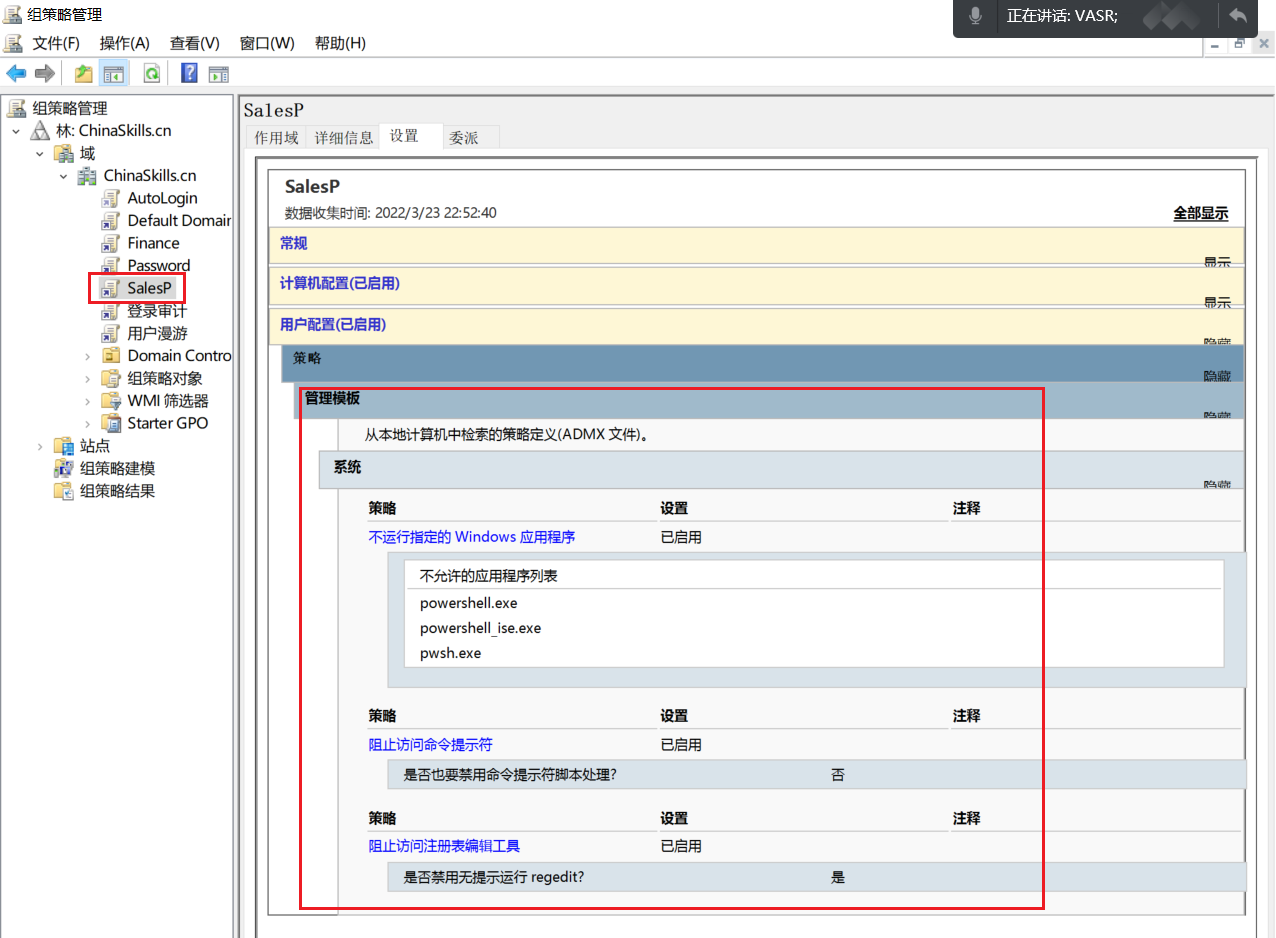 组策略管理
正在讲话: VASR;
文件(F) 操作(A) 查看(V) 窗口(W) 帮助(H)
组策略管理
林: ChinaSkills.cn
域
ChinaSkills.cn
AutoLogin
Default Domain
Finance
Password
SalesP
登录审计
用户漫游
Domain Contro
组策略对象
WMI 筛选器
Starter GPO
站点
组策略建模
组策略结果
SalesP
作用域 详细信息 设置 委派
SalesP
数据收集时间: 2022/3/23 22:52:40
全部显示
常规
显示
计算机配置(已启用)
显示
用户配置(已启用)
隐藏
策略
隐藏
管理模板
隐藏
从本地计算机中检索的策略定义(ADMX 文件)。
系统
隐藏
策略 设置 注释
不运行指定的 Windows 应用程序 已启用
不允许的应用程序列表
powershell.exe
powershell_ise.exe
pwsh.exe
策略 设置 注释
阻止访问命令提示符 已启用
是否也要禁用命令提示符脚本处理? 否
策略 设置 注释
阻止访问注册表编辑工具 已启用
是否禁用无提示运行 regedit? 是